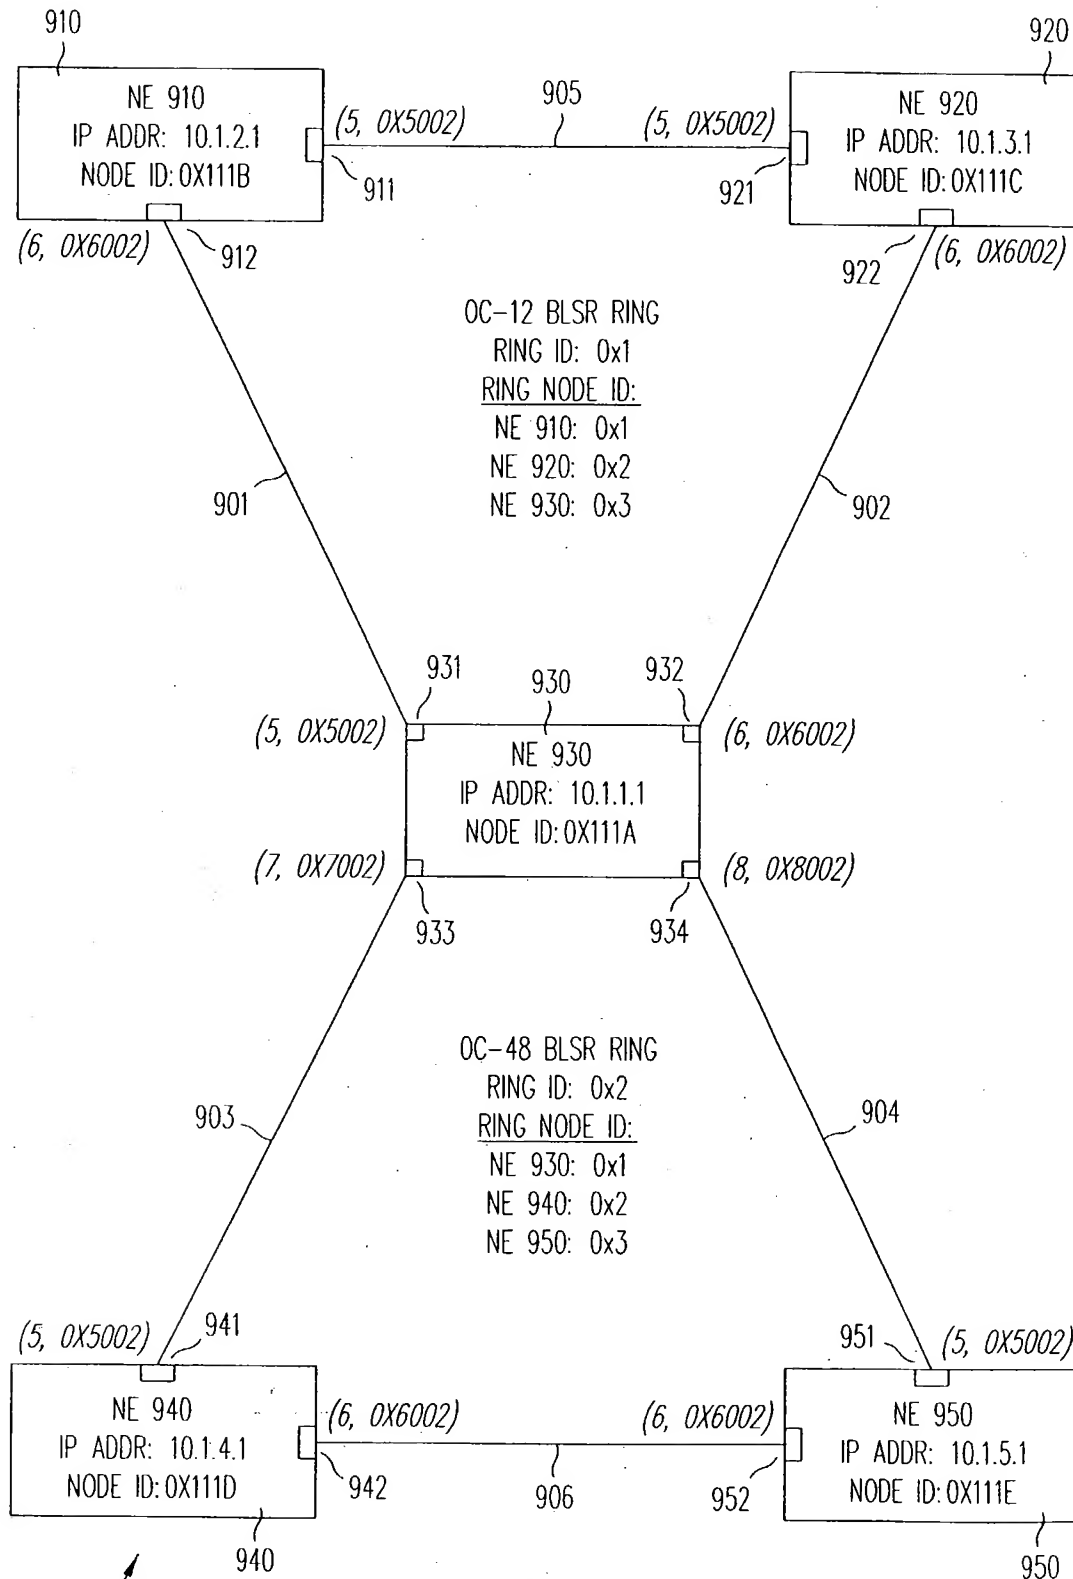 910
920
NE 910
IP ADDR: 10.1.2.1
NODE ID: 0X111B
(5, 0X5002)
905
(5, 0X5002)
NE 920
IP ADDR: 10.1.3.1
NODE ID: 0X111C
911
921
(6, 0X6002)
912
922
(6, 0X6002)
OC-12 BLSR RING
RING ID: 0x1
RING NODE ID:
NE 910: 0x1
NE 920: 0x2
NE 930: 0x3
901
902
931
930
932
(5, 0X5002)
(6, 0X6002)
NE 930
IP ADDR: 10.1.1.1
NODE ID: 0X111A
(7, 0X7002)
(8, 0X8002)
933
934
OC-48 BLSR RING
RING ID: 0x2
RING NODE ID:
NE 930: 0x1
NE 940: 0x2
NE 950: 0x3
903
904
(5, 0X5002)
941
951
(5, 0X5002)
NE 940
IP ADDR: 10.1.4.1
NODE ID: 0X111D
(6, 0X6002)
(6, 0X6002)
NE 950
IP ADDR: 10.1.5.1
NODE ID: 0X111E
942
906
952
940
950